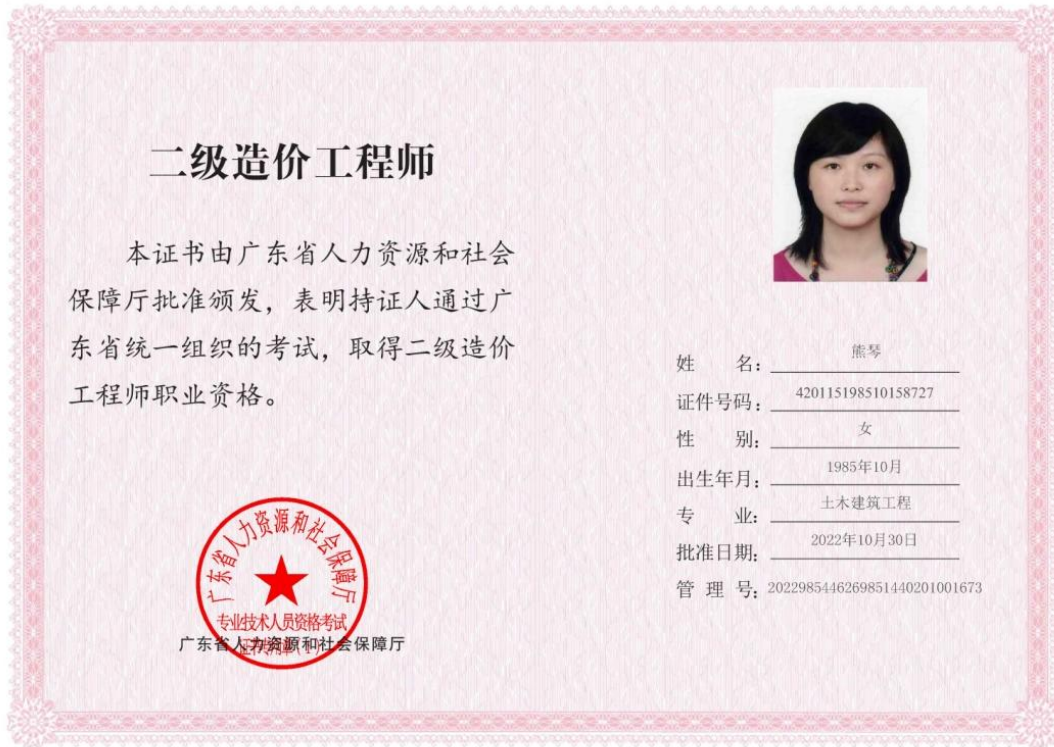 二级造价工程师
本证书由广东省人力资源和社会
保障厅批准颁发，表明持证人通过广
东省统一组织的考试，取得二级造价
工程师职业资格。
广东省人力资源和社会保障厅
专业技术人员资格考试
广东省人力资源和社会保障厅
姓 名：熊琴
证件号码：420115198510158727
性 别：女
出生年月：1985年10月
专 业：土木建筑工程
批准日期：2022年10月30日
管 理 号：2022985446269851440201001673